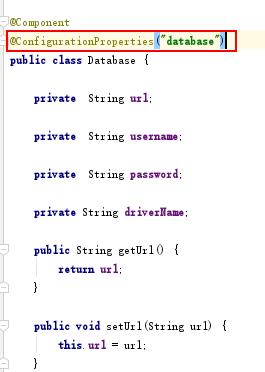 @Component
@ConfigurationProperties("database")
public class Database {
private  String url;
private  String username;
private  String password;
private String driverName;
public String getUrl() {
return url;
}
public void setUrl(String url) {
this.url = url;
}